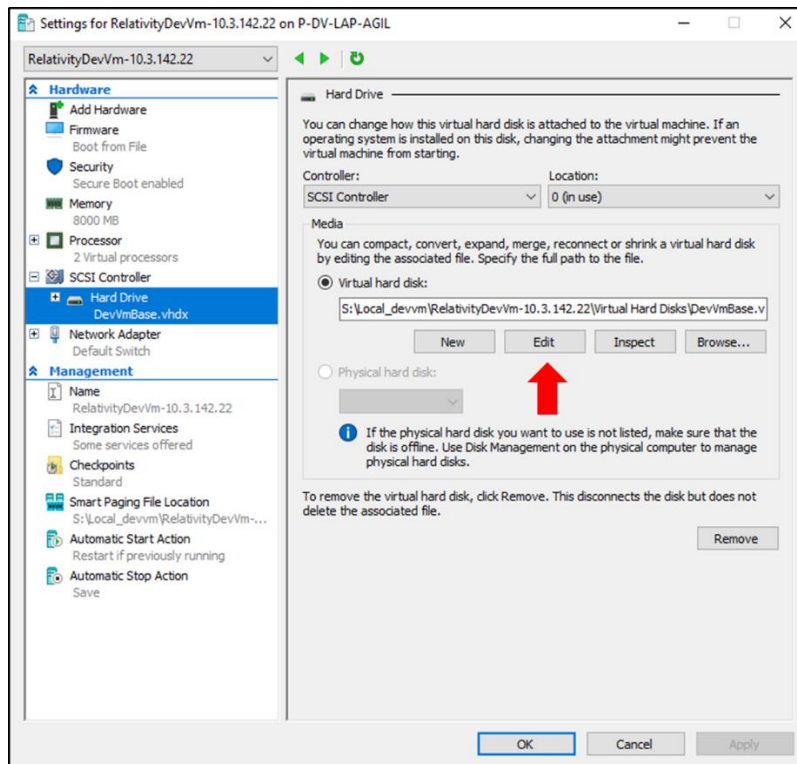 Settings for RelativityDevVm-10.3.142.22 on P-DV-LAP-AGIL
RelativityDevVm-10.3.142.22
Hardware
Add Hardware
Firmware
Boot from File
Security
Secure Boot enabled
Memory
8000 MB
Processor
2 Virtual processors
SCSI Controller
Hard Drive
DevVmBase.vhdx
Network Adapter
Default Switch
Management
Name
RelativityDevVm-10.3.142.22
Integration Services
Some services offered
Checkpoints
Standard
Smart Paging File Location
S:\Local_devvm\RelativityDevVm-...
Automatic Start Action
Restart if previously running
Automatic Stop Action
Save
Hard Drive
You can change how this virtual hard disk is attached to the virtual machine. If an
operating system is installed on this disk, changing the attachment might prevent the
virtual machine from starting.
Controller: Location:
SCSI Controller 0 (in use)
Media
You can compact, convert, expand, merge, reconnect or shrink a virtual hard disk
by editing the associated file. Specify the full path to the file.
Virtual hard disk:
S:\Local_devvm\RelativityDevVm-10.3.142.22\Virtual Hard Disks\DevVmBase.v
New Edit Inspect Browse...
Physical hard disk:
If the physical hard disk you want to use is not listed, make sure that the
disk is offline. Use Disk Management on the physical computer to manage
physical hard disks.
To remove the virtual hard disk, click Remove. This disconnects the disk but does not
delete the associated file.
Remove
OK Cancel Apply